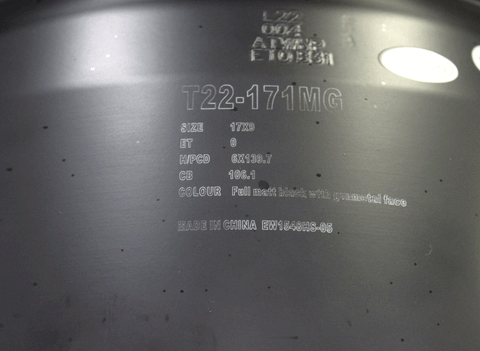 T22-171MG
SIZE 17X9
ET 0
H/PCD 6X139.7
CB 106.1
COLOUR Full matt black with gunmetal face
MADE IN CHINA EW1548HS-05